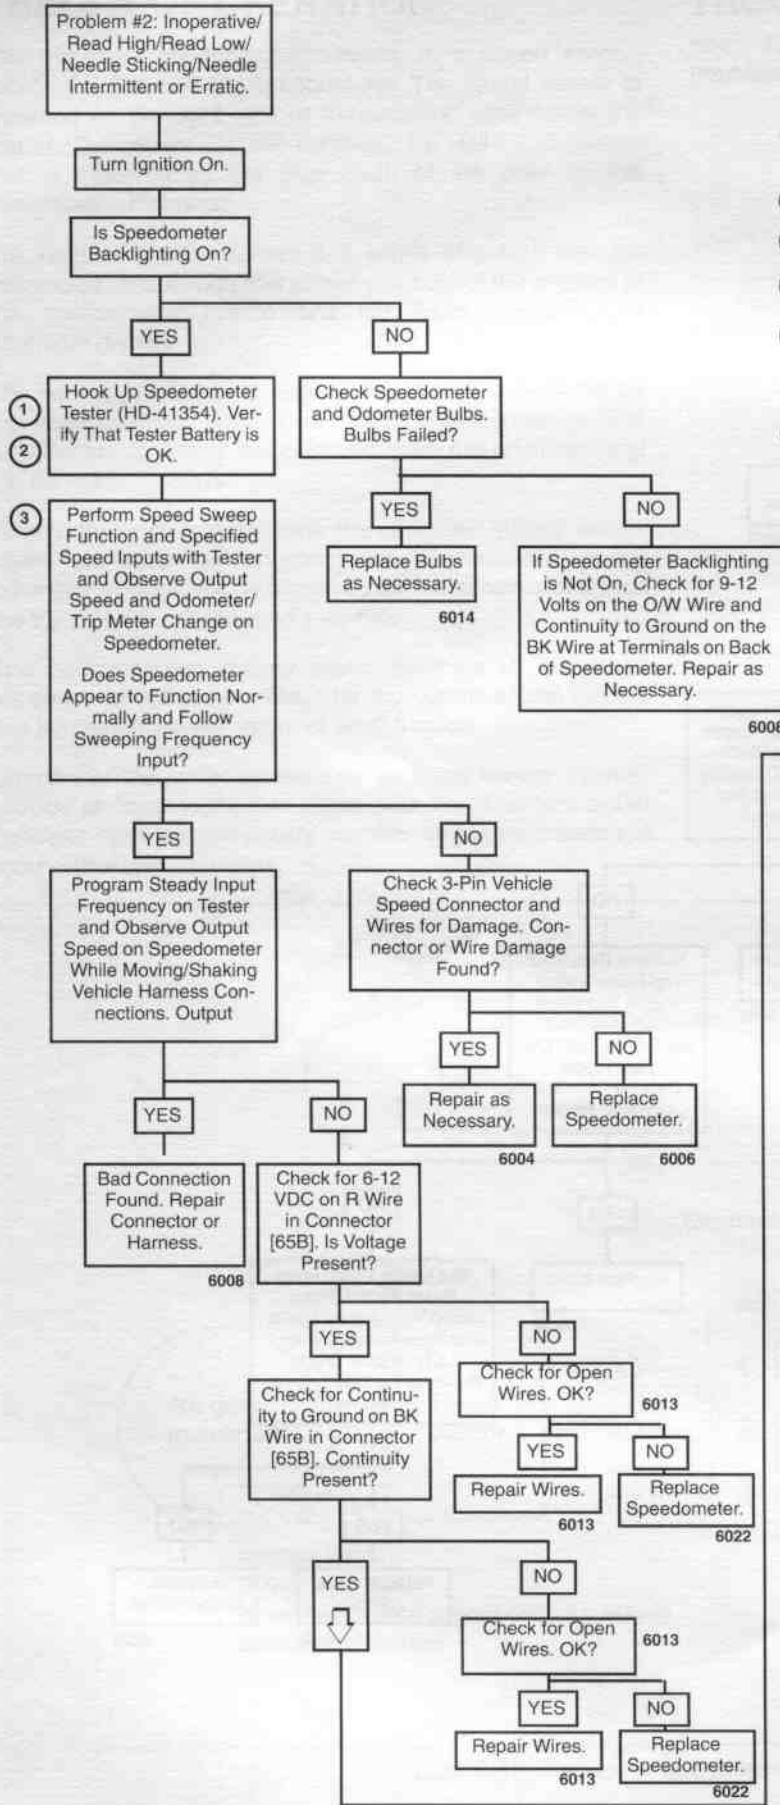 Problem #2: Inoperative/
Read High/Read Low/
Needle Sticking/Needle
Intermittent or Erratic.
Turn Ignition On.
Is Speedometer
Backlighting On?
YES
NO
1
2
Hook Up Speedometer
Tester (HD-41354). Ver-
ify That Tester Battery is
OK.
Check Speedometer
and Odometer Bulbs.
Bulbs Failed?
YES
NO
Replace Bulbs
as Necessary.
6014
If Speedometer Backlighting
is Not On, Check for 9-12
Volts on the O/W Wire and
Continuity to Ground on the
BK Wire at Terminals on Back
of Speedometer. Repair as
Necessary.
6008
3
Perform Speed Sweep
Function and Specified
Speed Inputs with Tester
and Observe Output
Speed and Odometer/
Trip Meter Change on
Speedometer.
Does Speedometer
Appear to Function Nor-
mally and Follow
Sweeping Frequency
Input?
YES
NO
Program Steady Input
Frequency on Tester
and Observe Output
Speed on Speedometer
While Moving/Shaking
Vehicle Harness Con-
nections. Output
Check 3-Pin Vehicle
Speed Connector and
Wires for Damage. Con-
nector or Wire Damage
Found?
YES
NO
Repair as
Necessary.
6004
Replace
Speedometer.
6006
YES
NO
Bad Connection
Found. Repair
Connector or
Harness.
6008
Check for 6-12
VDC on R Wire
in Connector
[65B]. Is Voltage
Present?
YES
NO
Check for Open
Wires. OK?
6013
YES
NO
Repair Wires.
6013
Replace
Speedometer.
6022
Check for Continu-
ity to Ground on BK
Wire in Connector
[65B]. Continuity
Present?
YES
NO
Check for Open
Wires. OK?
6013
YES
NO
Repair Wires.
6013
Replace
Speedometer.
6022